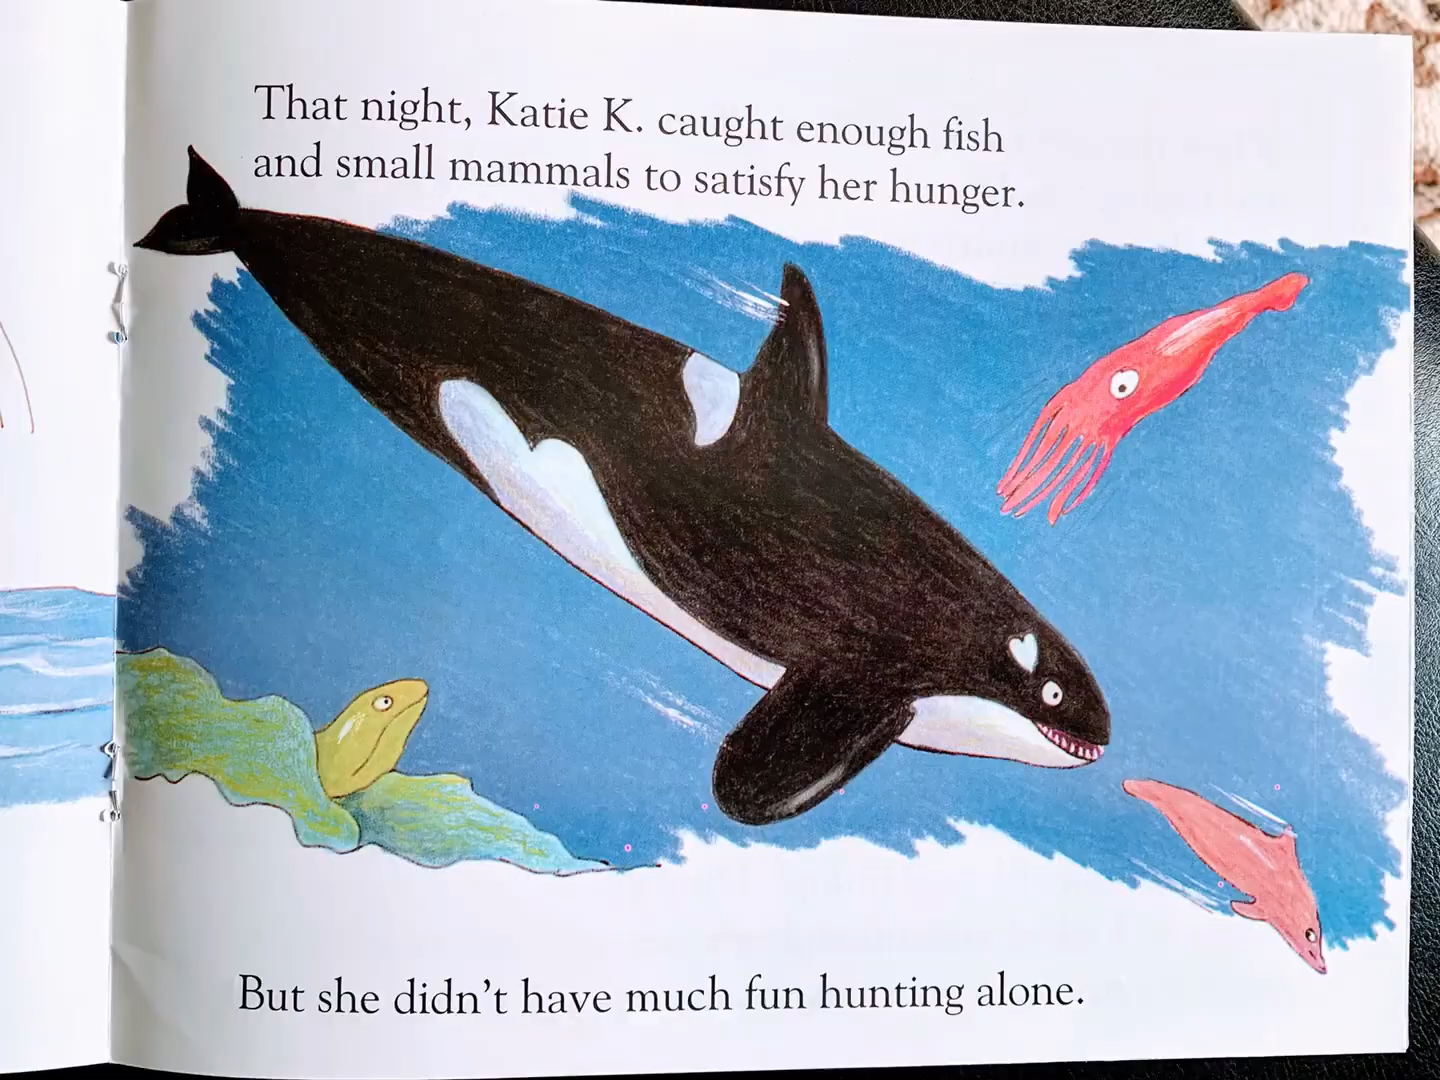 That night, Katie K. caught enough fish
and small mammals to satisfy her hunger.
But she didn't have much fun hunting alone.